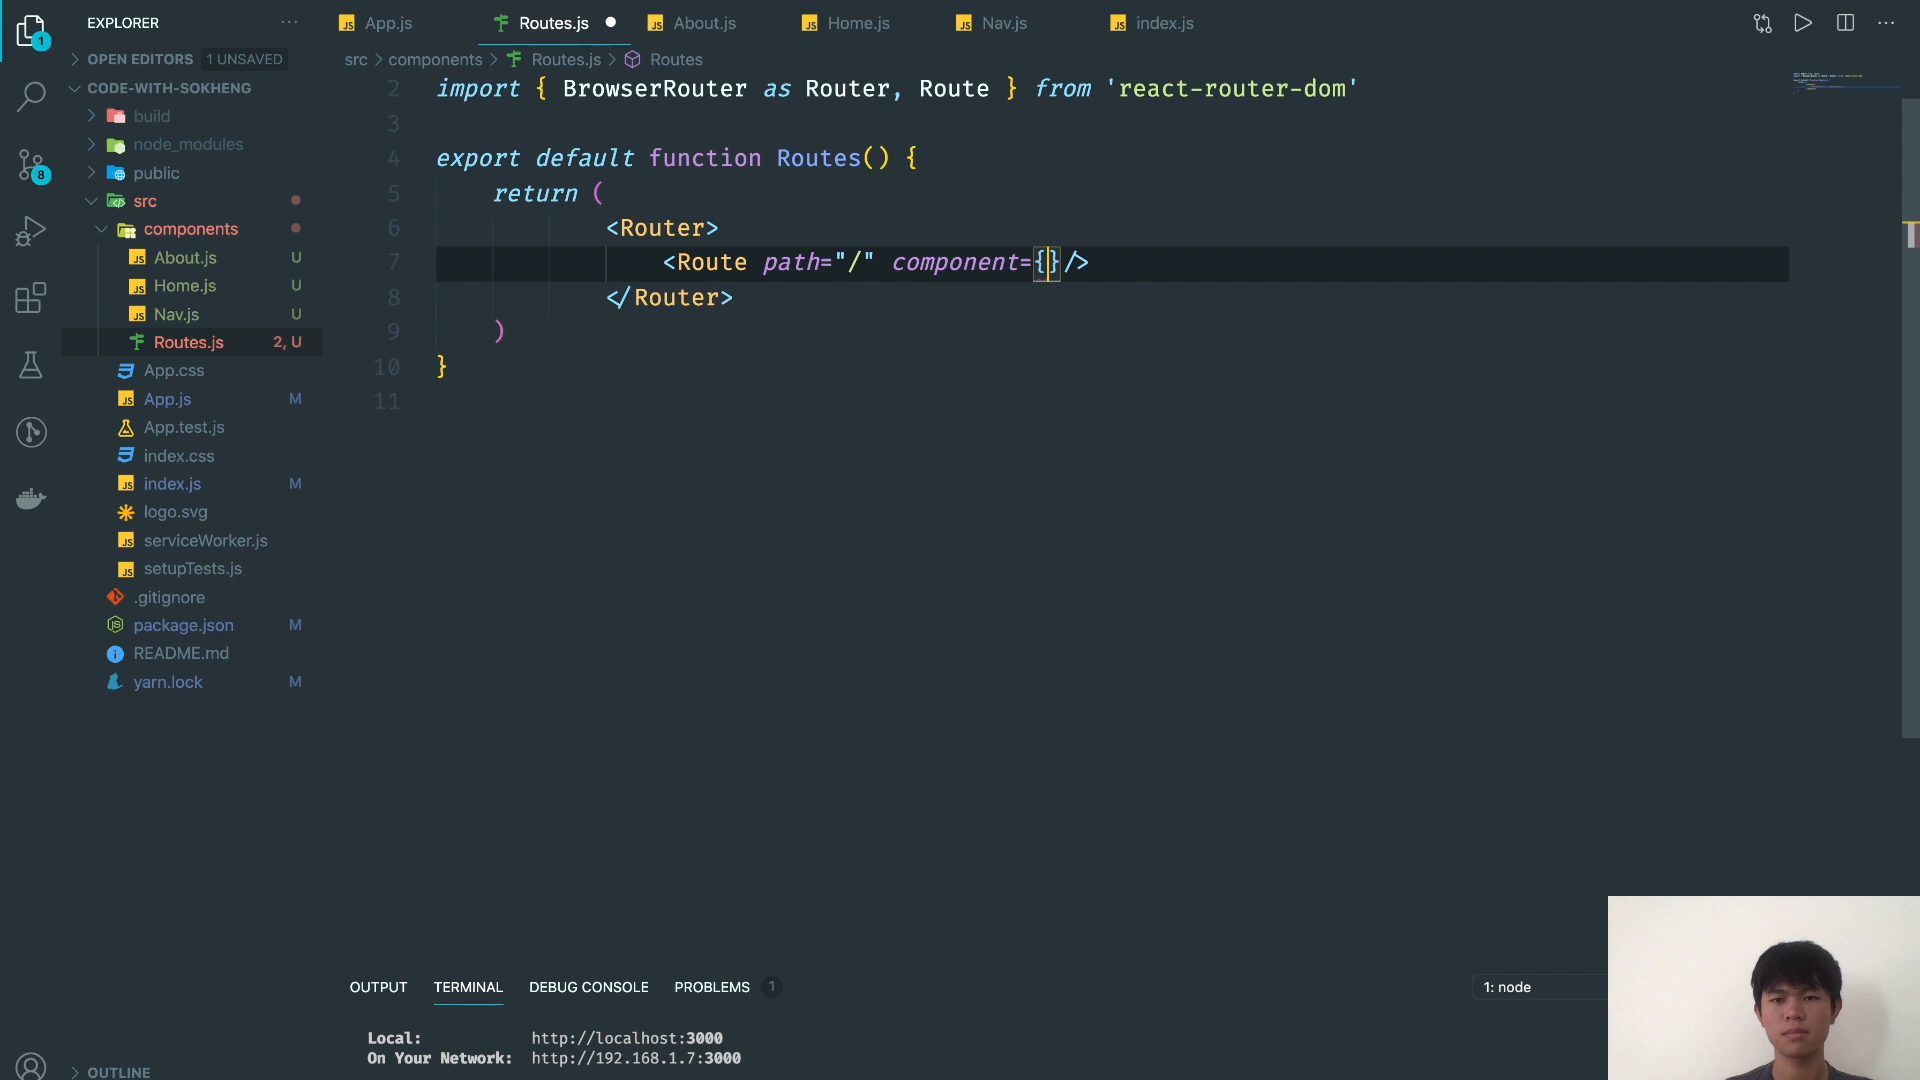 EXPLORER
App.js
Routes.js
About.js
Home.js
Nav.js
index.js
OPEN EDITORS 1 UNSAVED
src > components > Routes.js > Routes
CODE-WITH-SOKHENG
build
node_modules
public
src
components
About.js U
Home.js U
Nav.js U
Routes.js 2, U
App.css
App.js M
App.test.js
index.css
index.js M
logo.svg
serviceWorker.js
setupTests.js
.gitignore
package.json M
README.md
yarn.lock M
OUTLINE
1
8
2 import { BrowserRouter as Router, Route } from 'react-router-dom'
3
4 export default function Routes() {
5 return (
6 <Router>
7 <Route path="/" component={}/>
8 </Router>
9 )
10 }
11
OUTPUT TERMINAL DEBUG CONSOLE PROBLEMS 1
1: node
Local: http://localhost:3000
On Your Network: http://192.168.1.7:3000